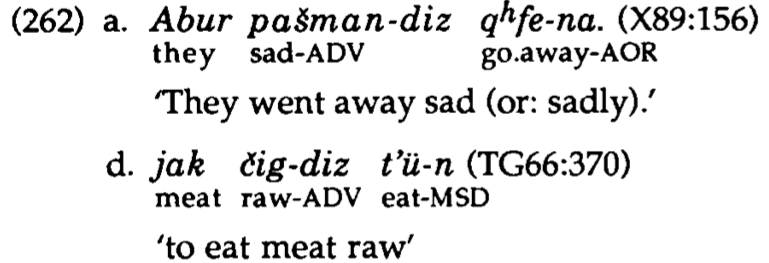 (262) a. Abur pašman-diz qʰfe-na. (X89:156)
they sad-ADV go.away-AOR
'They went away sad (or: sadly).'
d. jak čig-diz t'ü-n (TG66:370)
meat raw-ADV eat-MSD
'to eat meat raw'